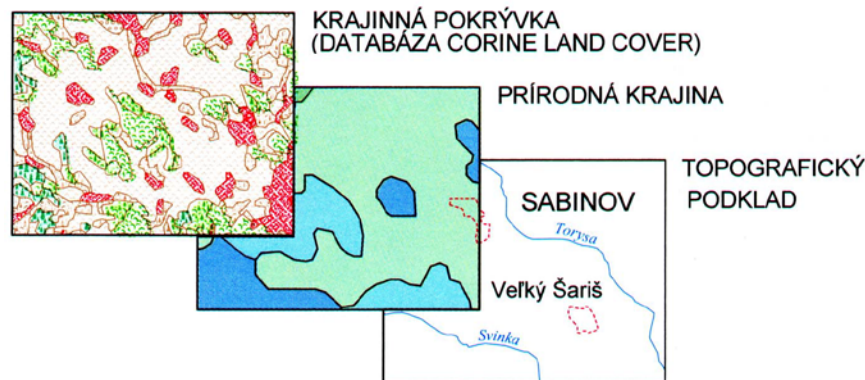 KRAJINNÁ POKRÝVKA
(DATABÁZA CORINE LAND COVER)
PRÍRODNÁ KRAJINA
TOPOGRAFICKÝ
PODKLAD
SABINOV
Torysa
Veľký Šariš
Svinka